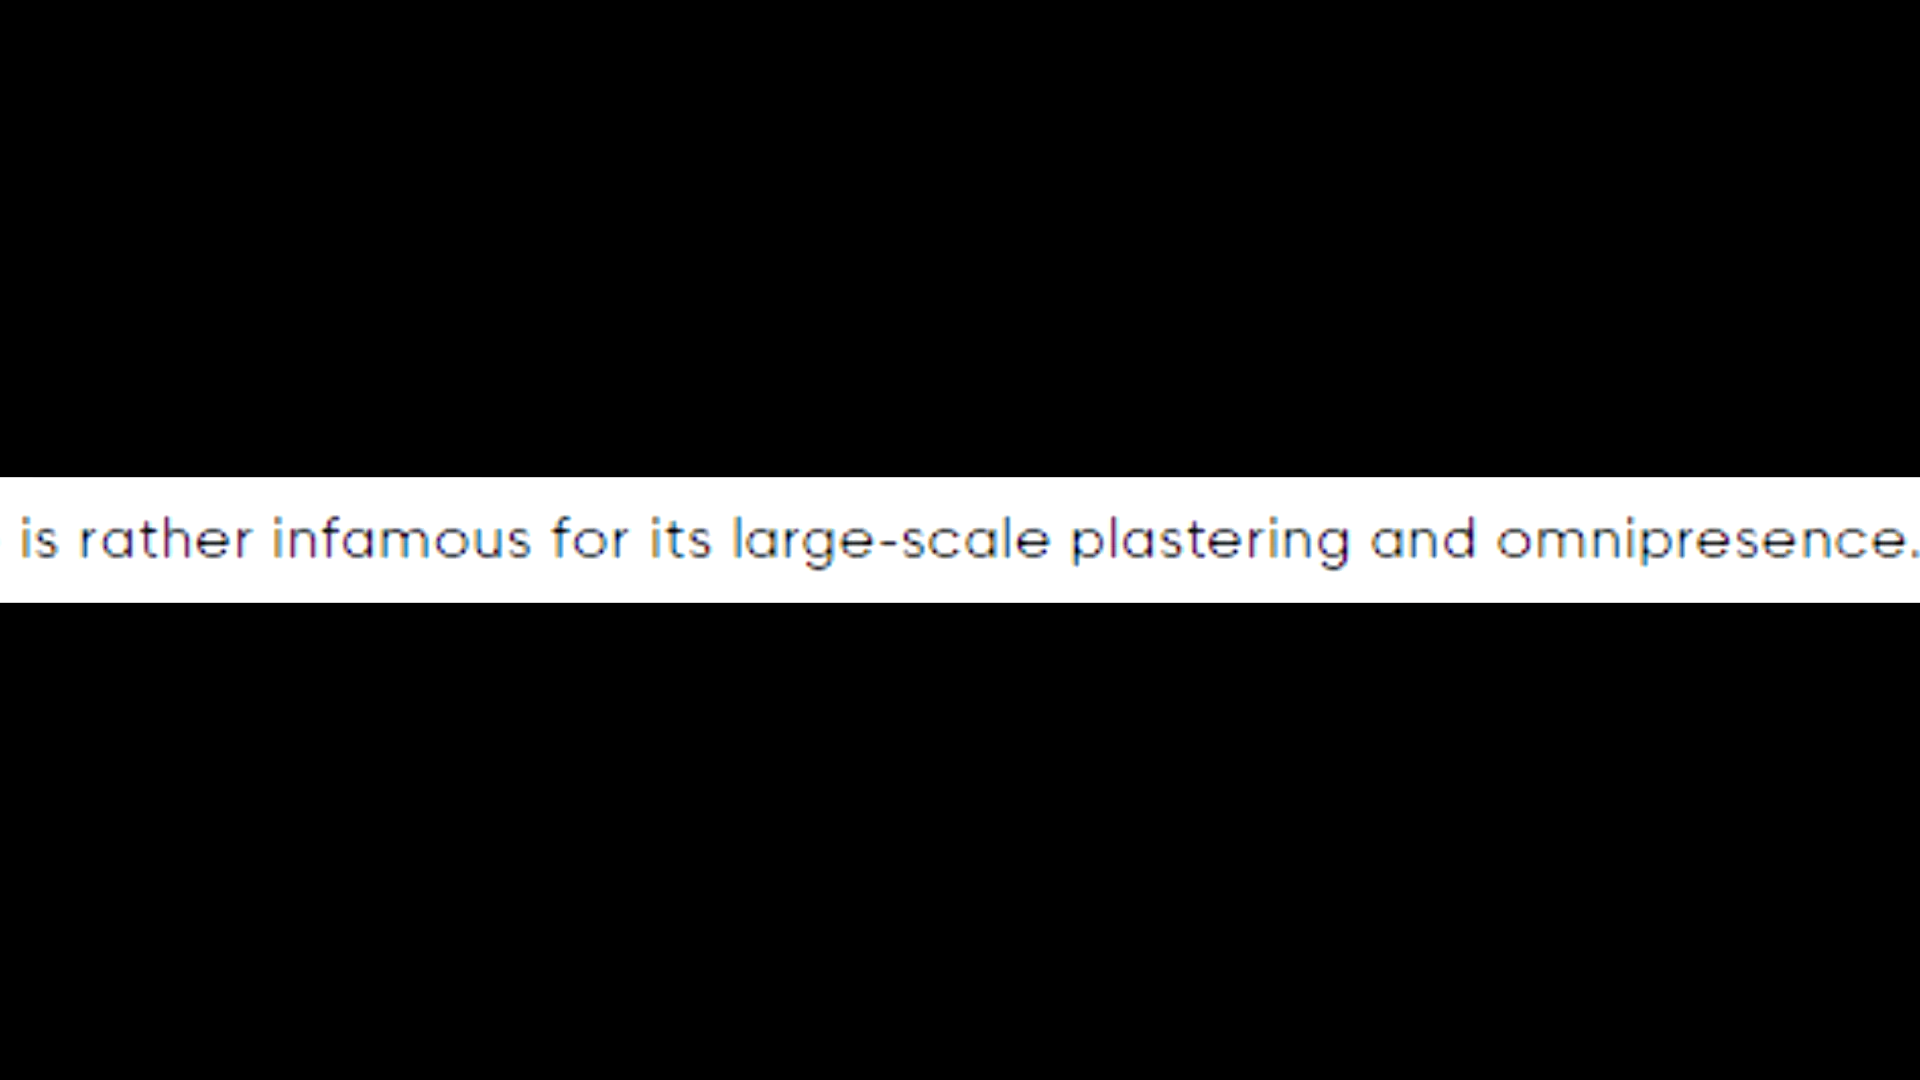 is rather infamous for its large-scale plastering and omnipresence.